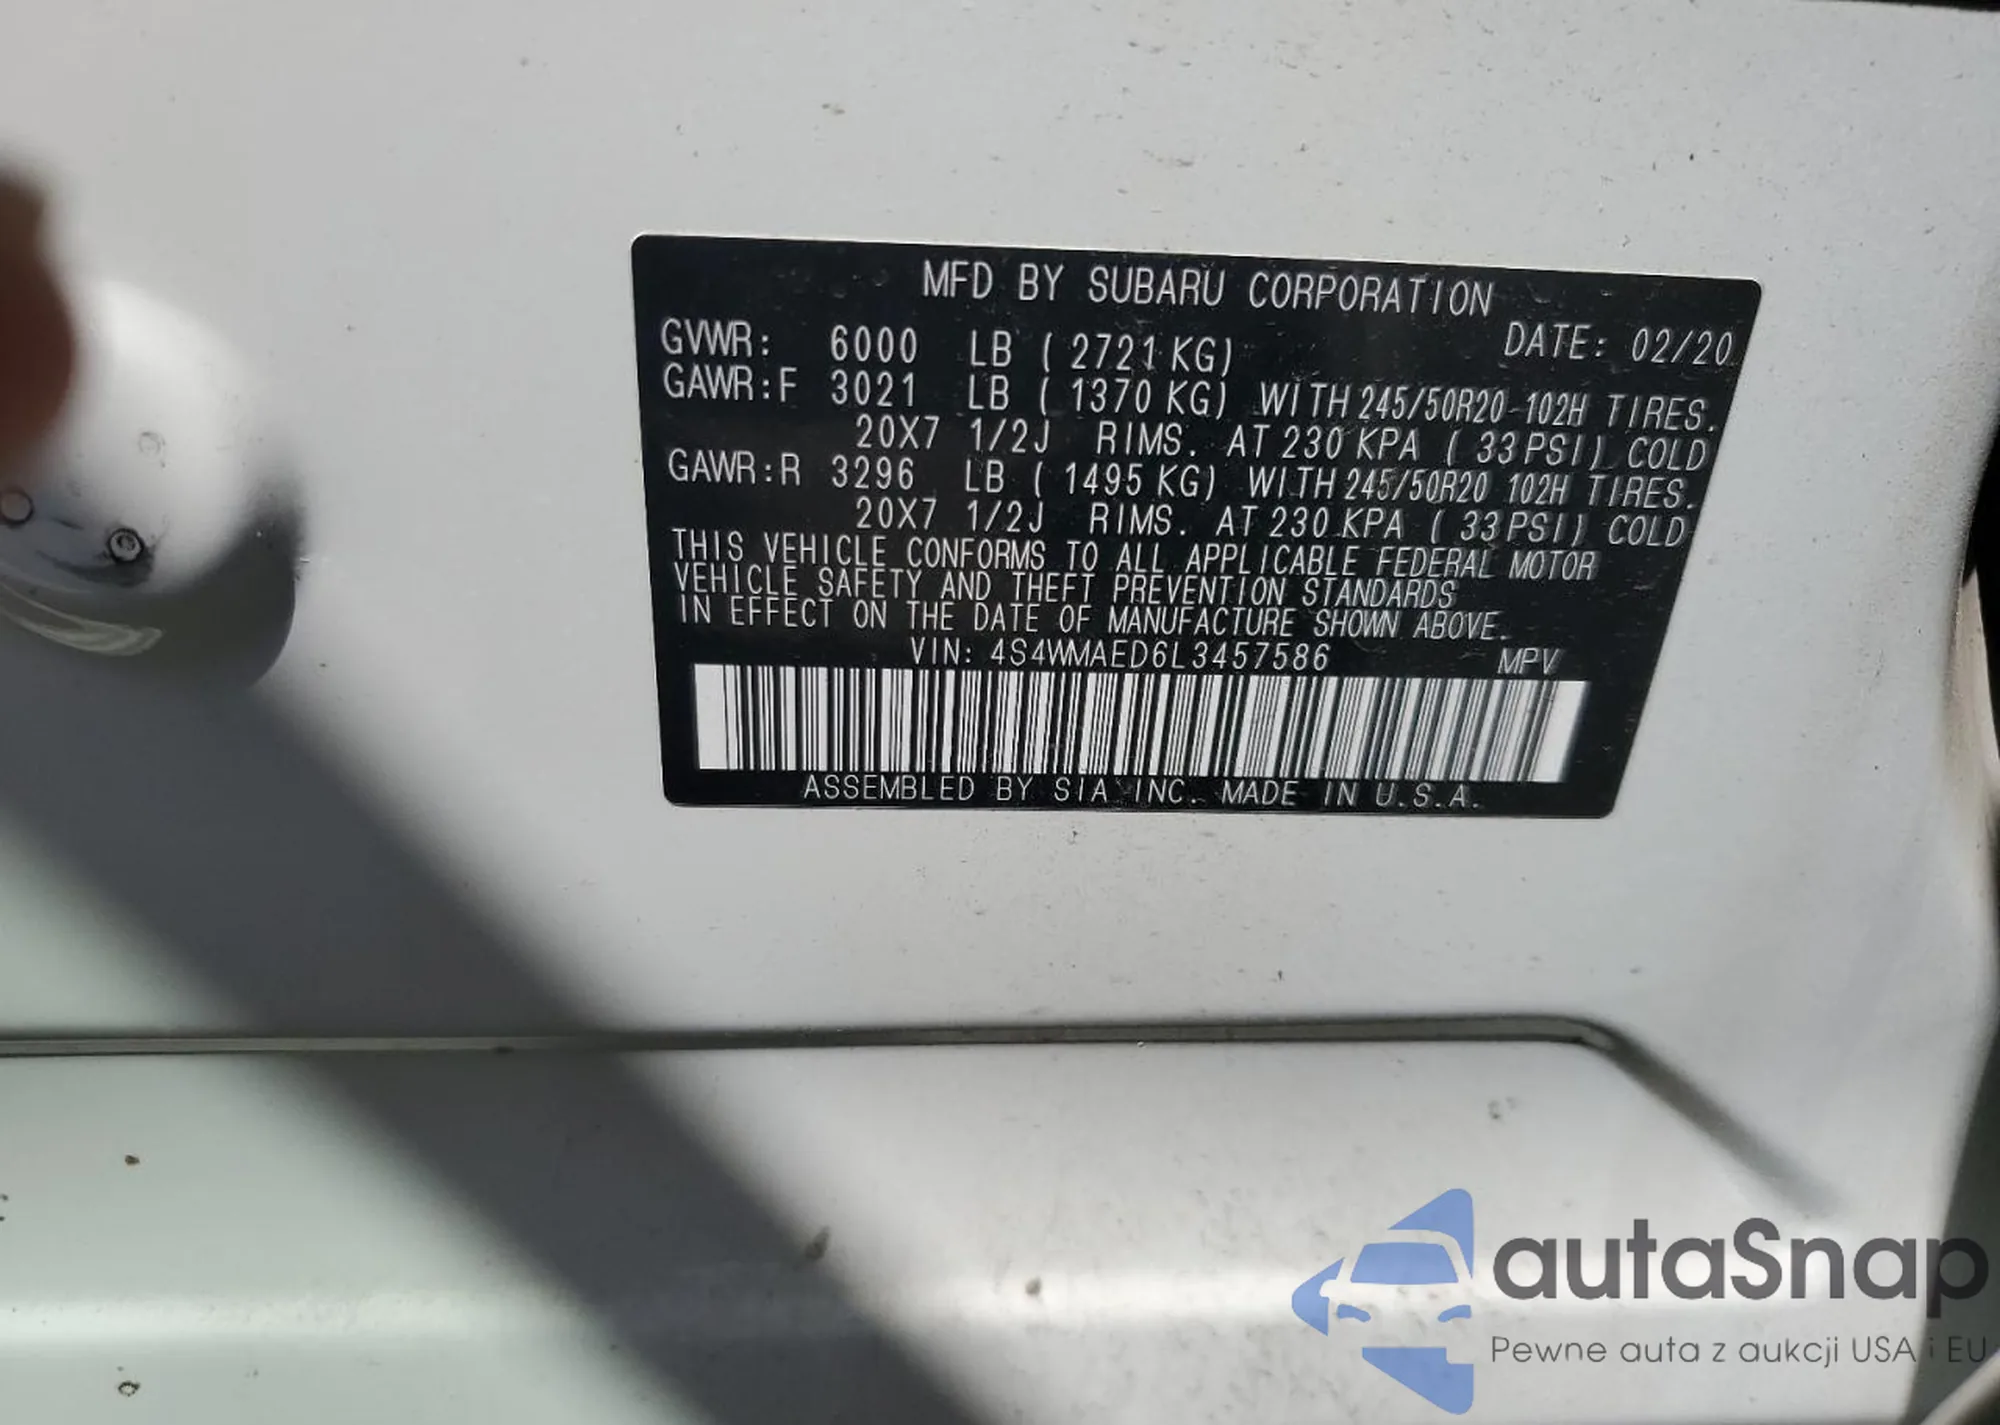 MFD BY SUBARU CORPORATION
DATE: 02/20
GVWR: 6000 LB ( 2721 KG)
GAWR:F 3021 LB ( 1370 KG) WITH 245/50R20 102H TIRES.
20X7 1/2J RIMS. AT 230 KPA ( 33 PSI) COLD
GAWR:R 3296 LB ( 1495 KG) WITH 245/50R20 102H TIRES.
20X7 1/2J RIMS. AT 230 KPA ( 33 PSI) COLD
THIS VEHICLE CONFORMS TO ALL APPLICABLE FEDERAL MOTOR
VEHICLE SAFETY AND THEFT PREVENTION STANDARDS
IN EFFECT ON THE DATE OF MANUFACTURE SHOWN ABOVE.
VIN: 4S4WMAED6L3457586 MPV
ASSEMBLED BY SIA INC. MADE IN U.S.A.
autaSnap
Pewne auta z aukcji USA i EU